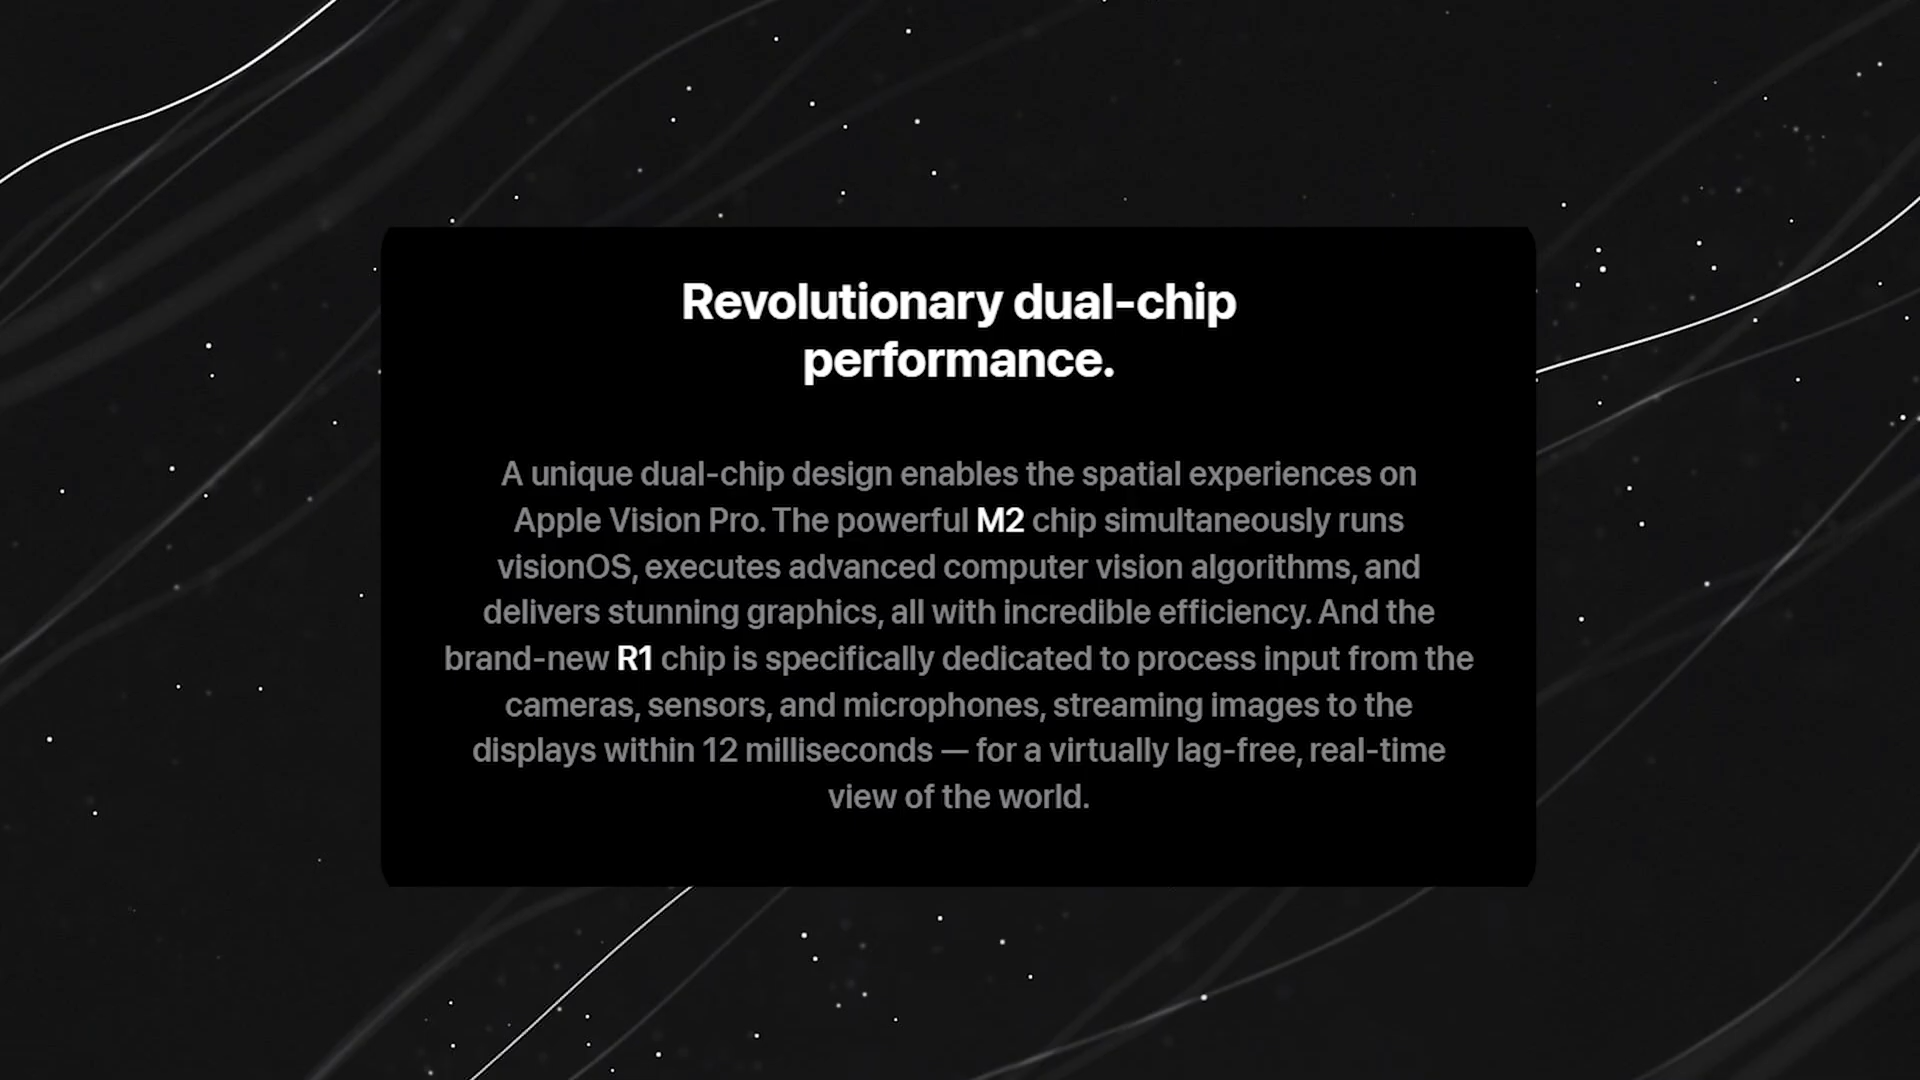 Revolutionary dual-chip
performance.
A unique dual-chip design enables the spatial experiences on
Apple Vision Pro. The powerful M2 chip simultaneously runs
visionOS, executes advanced computer vision algorithms, and
delivers stunning graphics, all with incredible efficiency. And the
brand-new R1 chip is specifically dedicated to process input from the
cameras, sensors, and microphones, streaming images to the
displays within 12 milliseconds — for a virtually lag-free, real-time
view of the world.